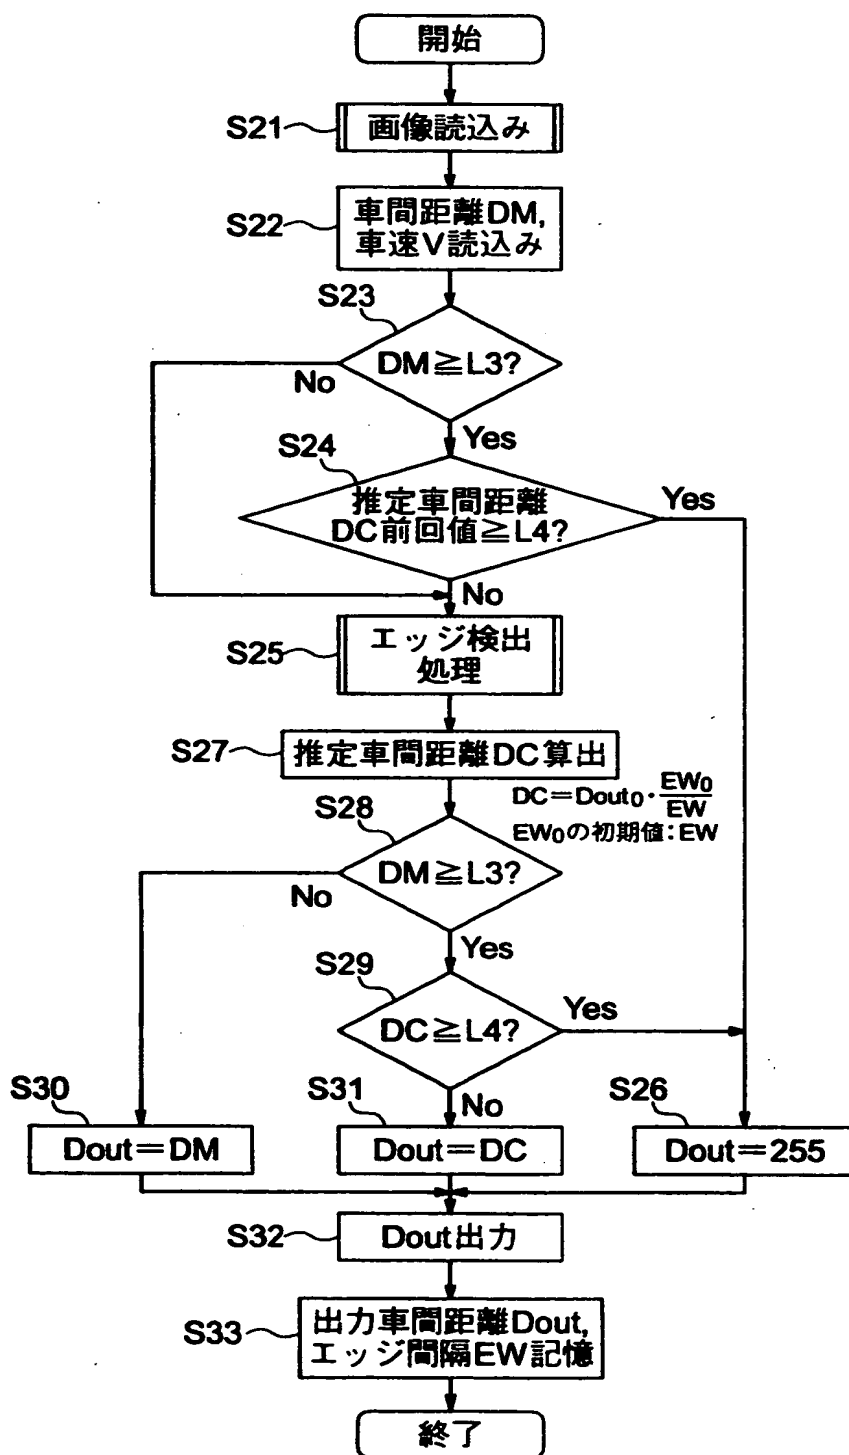 開始
S21
画像読込み
S22
車間距離DM,
車速V読込み
S23
DM≧L3?
No
Yes
S24
推定車間距離
DC前回値≧L4?
Yes
No
S25
エッジ検出
処理
S27
推定車間距離DC算出
DC=Dout₀・EW₀/EW
EW₀の初期値:EW
S28
DM≧L3?
No
Yes
S29
DC≧L4?
Yes
No
S30
Dout=DM
S31
Dout=DC
S26
Dout=255
S32
Dout出力
S33
出力車間距離Dout,
エッジ間隔EW記憶
終了